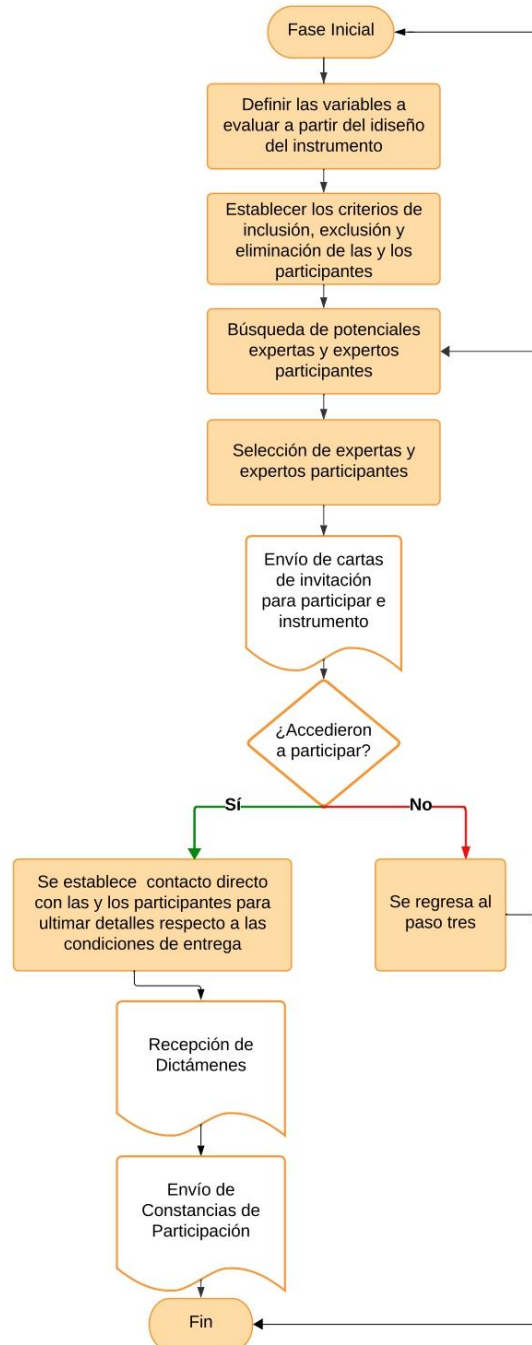 Fase Inicial
Definir las variables a
evaluar a partir del idiseño
del instrumento
Establecer los criterios de
inclusión, exclusión y
eliminación de las y los
participantes
Búsqueda de potenciales
expertas y expertos
participantes
Selección de expertas y
expertos participantes
Envío de cartas
de invitación
para participar e
instrumento
¿Accedieron
a participar?
Sí
No
Se establece contacto directo
con las y los participantes para
ultimar detalles respecto a las
condiciones de entrega
Se regresa al
paso tres
Recepción de
Dictámenes
Envío de
Constancias de
Participación
Fin